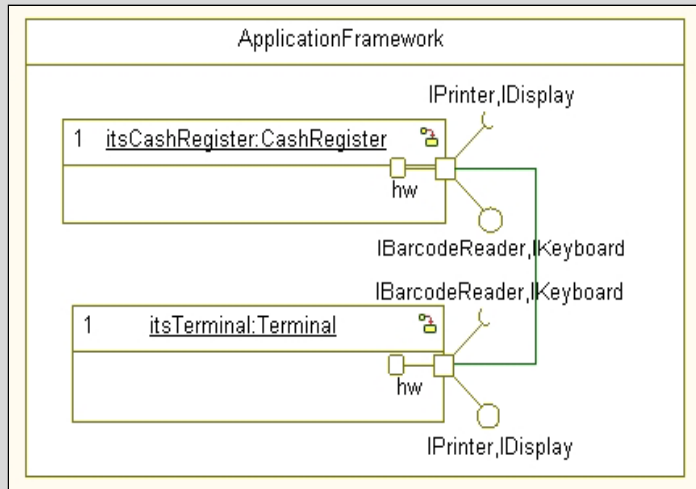 ApplicationFramework
IPrinter,IDisplay
1 itsCashRegister:CashRegister
hw
IBarcodeReader,IKeyboard
IBarcodeReader,IKeyboard
1 itsTerminal:Terminal
hw
IPrinter,IDisplay